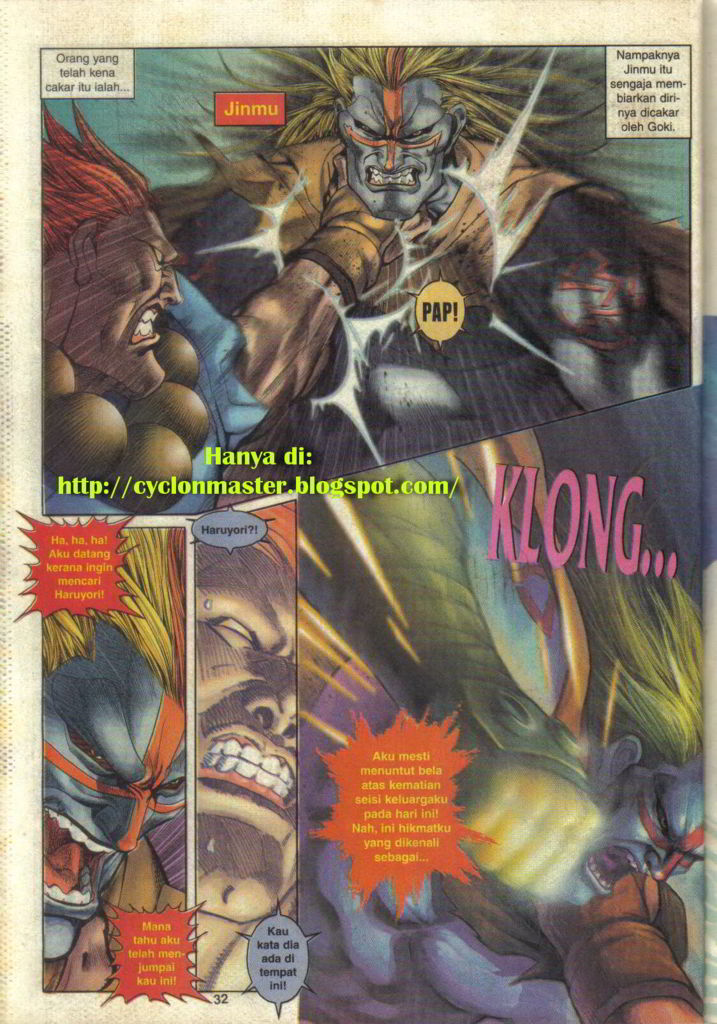 Orang yang
telah kena
cakar itu ialah...
Jinmu
Nampaknya
Jinmu itu
sengaja mem-
biarkan diri-
nya dicakar
oleh Goki.
PAP!
Hanya di:
http://cyclonmaster.blogspot.com/
KLONG...
Ha, ha, ha!
Aku datang
kerana ingin
mencari
Haruyori!
Haruyori?!
Mana
tahu aku
telah men-
jumpai
kau ini!
Kau
kata dia
ada di
tempat
ini!
Aku mesti
menuntut bela
atas kematian
seisi keluargaku
pada hari ini!
Nah, ini hikmatku
yang dikenali
sebagai...
32